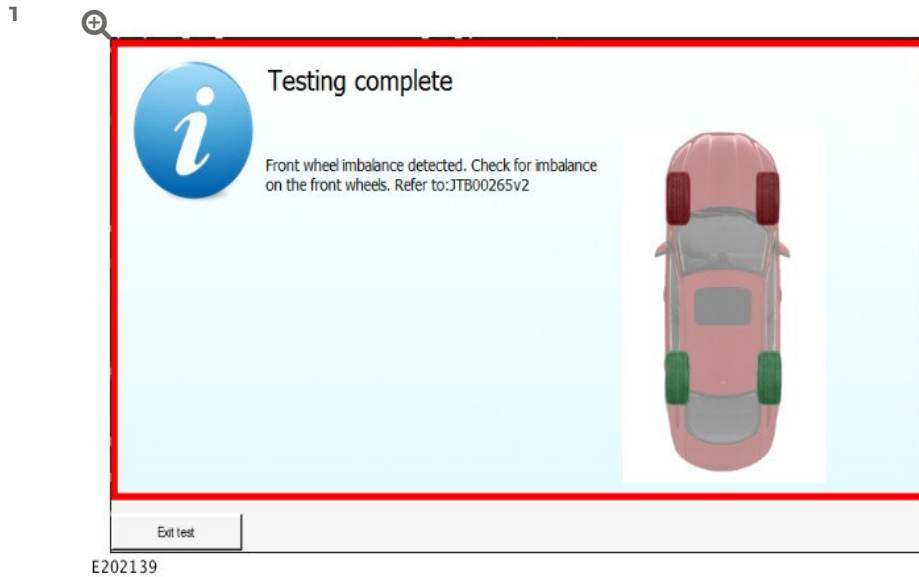 1
Testing complete
Front wheel imbalance detected. Check for imbalance
on the front wheels. Refer to:JTB00265v2
Exit test
E202139